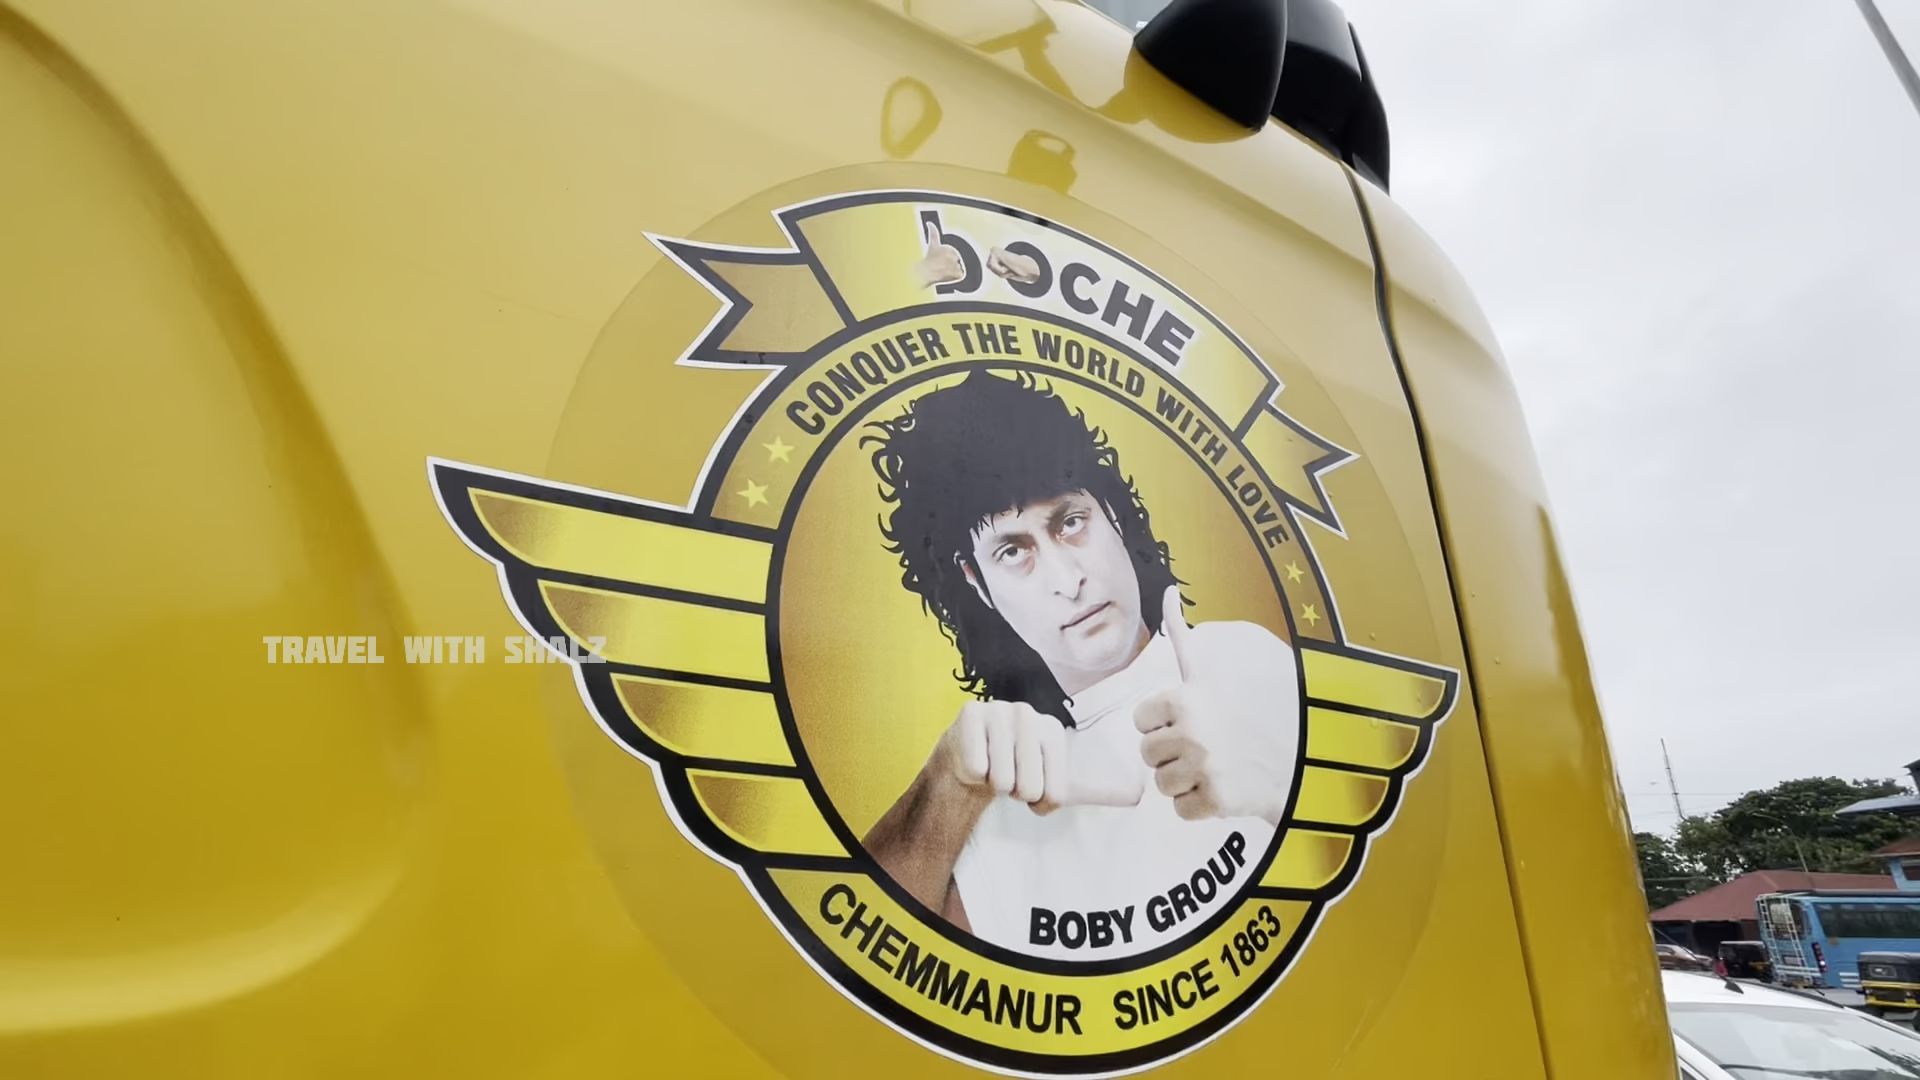 bOCHE
CONQUER THE WORLD WITH LOVE
TRAVEL WITH SHALZ
BOBY GROUP
CHEMMANUR SINCE 1863